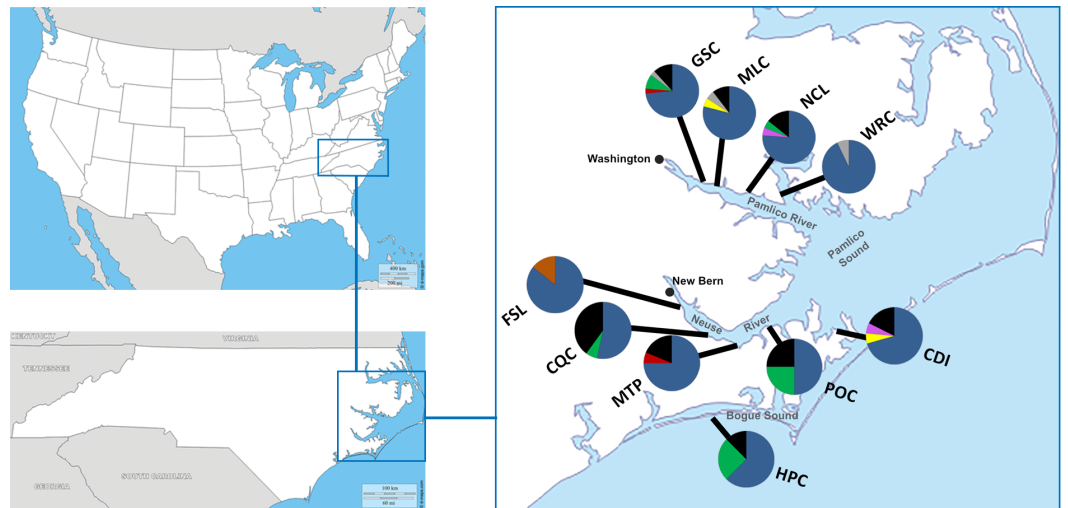 400 km
200 mi
KENTUCKY
VIRGINIA
TENNESSEE
SOUTH CAROLINA
GEORGIA
100 km
60 mi
GSC
MLC
NCL
WRC
Washington
Pamlico River
Pamlico
Sound
New Bern
Neuse
River
FSL
CQC
MTP
POC
CDI
Bogue Sound
HPC